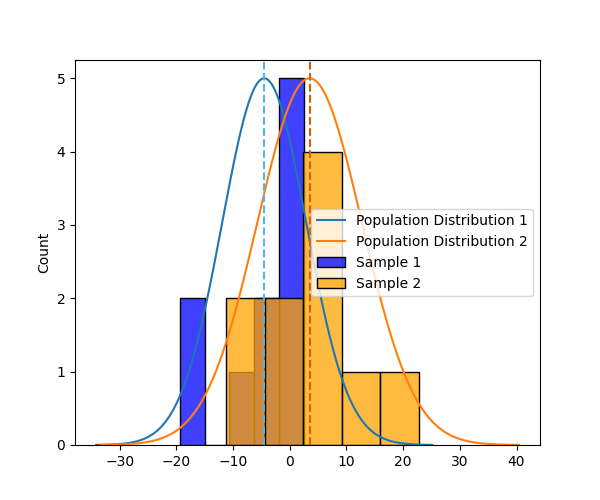 5
4
3
2
1
0
Count
Population Distribution 1
Population Distribution 2
Sample 1
Sample 2
−30 −20 −10 0 10 20 30 40